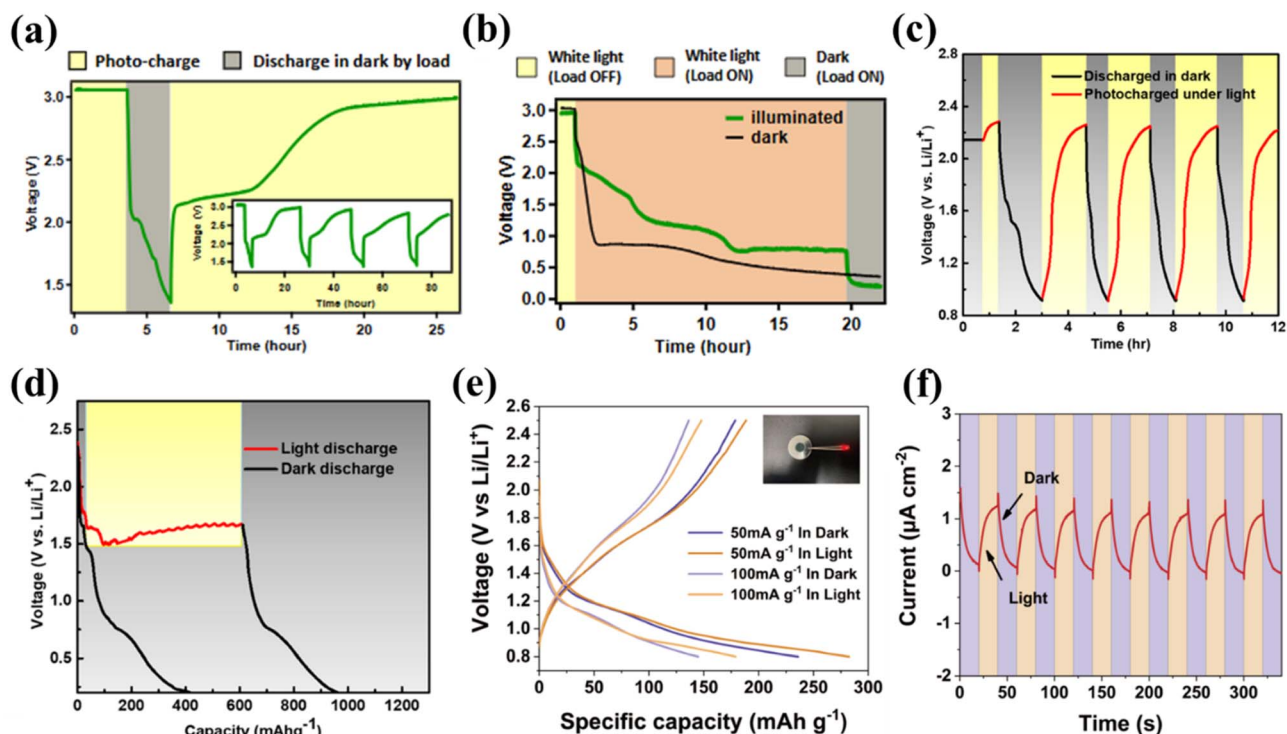 (a)
Photo-charge
Discharge in dark by load
3.0
2.5
2.0
1.5
Voltage (V)
Voltage (V)
3.0
2.5
2.0
1.5
0 20 40 60 80
Time (hour)
0 5 10 15 20 25
Time (hour)
(b)
White light
(Load OFF)
White light
(Load ON)
Dark
(Load ON)
illuminated
dark
3.0
2.5
2.0
1.5
1.0
0.5
0.0
Voltage (V)
0 5 10 15 20
Time (hour)
(c)
Discharged in dark
Photocharged under light
2.8
2.4
2.0
1.6
1.2
0.8
Voltage (V vs. Li/Li+)
0 2 4 6 8 10 12
Time (hr)
(d)
Light discharge
Dark discharge
2.5
2.0
1.5
1.0
0.5
Voltage (V vs. Li/Li+)
0 200 400 600 800 1000 1200
Capacity (mAhg-1)
(e)
2.6
2.4
2.2
2.0
1.8
1.6
1.4
1.2
1.0
0.8
Voltage (V vs Li/Li+)
50mA g-1 In Dark
50mA g-1 In Light
100mA g-1 In Dark
100mA g-1 In Light
0 50 100 150 200 250 300
Specific capacity (mAh g-1)
(f)
3
2
1
0
-1
-2
Current (μA cm-2)
Dark
Light
0 50 100 150 200 250 300
Time (s)